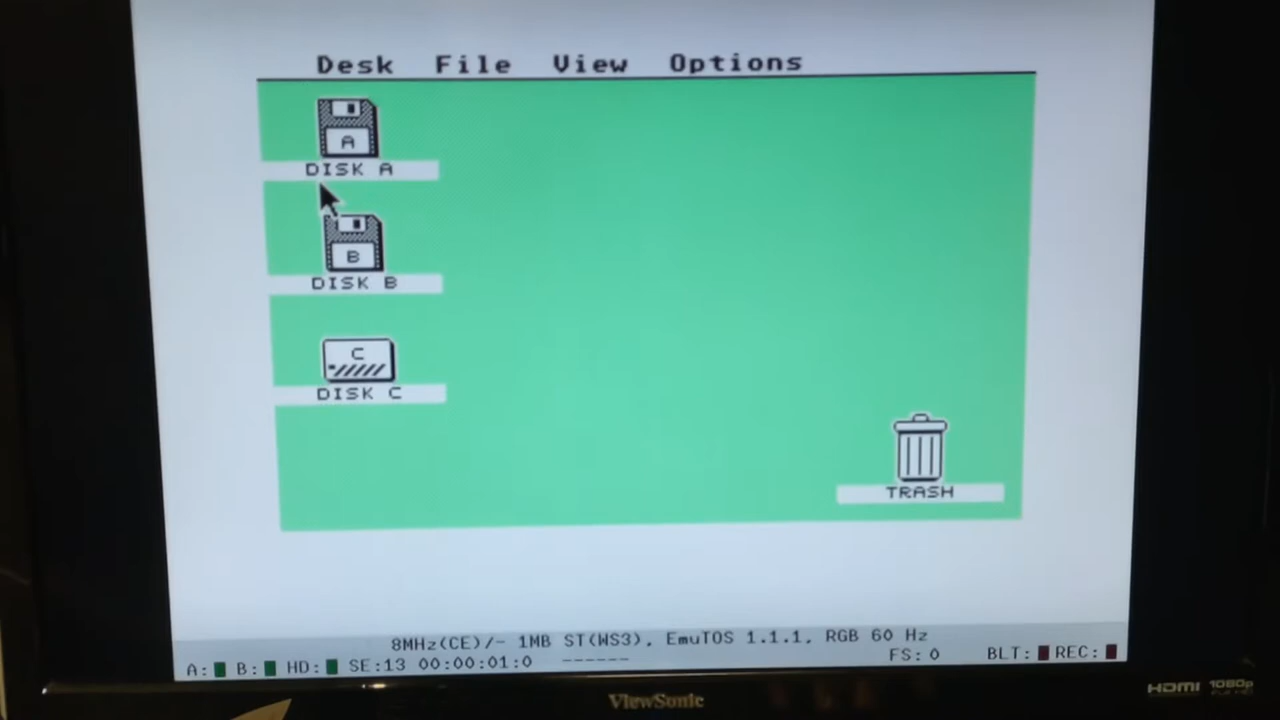 Desk File View Options
A
DISK A
B
DISK B
C
DISK C
TRASH
8MHz(CE)/- 1MB ST(WS3), EmuTOS 1.1.1, RGB 60 Hz
A: B: HD: SE:13 00:00:01:0 ------ FS: 0 BLT: REC:
ViewSonic
HDMI 1080p